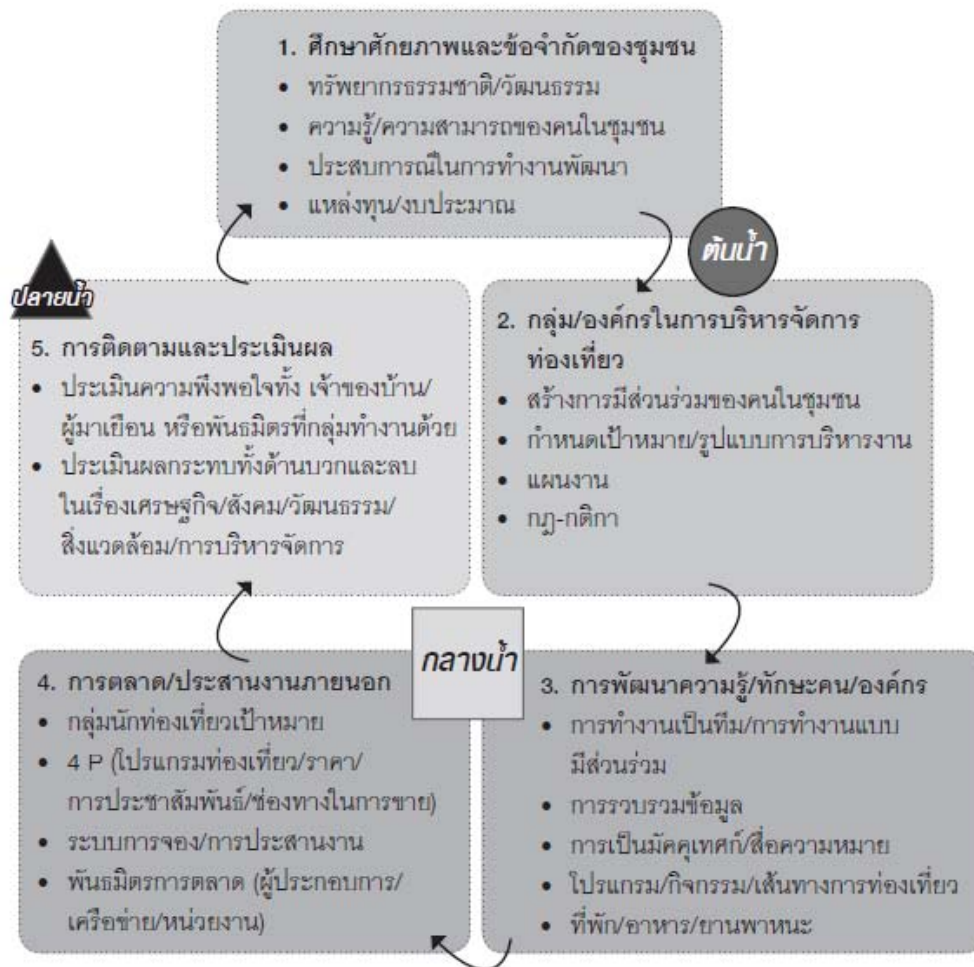 1. ศึกษาศักยภาพและข้อจำกัดของชุมชน
• ทรัพยากรธรรมชาติ/วัฒนธรรม
• ความรู้/ความสามารถของคนในชุมชน
• ประสบการณ์ในการทำงานพัฒนา
• แหล่งทุน/งบประมาณ
ต้นน้ำ
2. กลุ่ม/องค์กรในการบริหารจัดการ
ท่องเที่ยว
• สร้างการมีส่วนร่วมของคนในชุมชน
• กำหนดเป้าหมาย/รูปแบบการบริหารงาน
• แผนงาน
• กฎ-กติกา
กลางน้ำ
3. การพัฒนาความรู้/ทักษะคน/องค์กร
• การทำงานเป็นทีม/การทำงานแบบ
มีส่วนร่วม
• การรวบรวมข้อมูล
• การเป็นมัคคุเทศก์/สื่อความหมาย
• โปรแกรม/กิจกรรม/เส้นทางการท่องเที่ยว
• ที่พัก/อาหาร/ยานพาหนะ
4. การตลาด/ประสานงานภายนอก
• กลุ่มนักท่องเที่ยวเป้าหมาย
• 4 P (โปรแกรมท่องเที่ยว/ราคา/
การประชาสัมพันธ์/ช่องทางในการขาย)
• ระบบการจอง/การประสานงาน
• พันธมิตรการตลาด (ผู้ประกอบการ/
เครือข่าย/หน่วยงาน)
ปลายน้ำ
5. การติดตามและประเมินผล
• ประเมินความพึงพอใจทั้ง เจ้าของบ้าน/
ผู้มาเยือน หรือพันธมิตรที่กลุ่มทำงานด้วย
• ประเมินผลกระทบทั้งด้านบวกและลบ
ในเรื่องเศรษฐกิจ/สังคม/วัฒนธรรม/
สิ่งแวดล้อม/การบริหารจัดการ